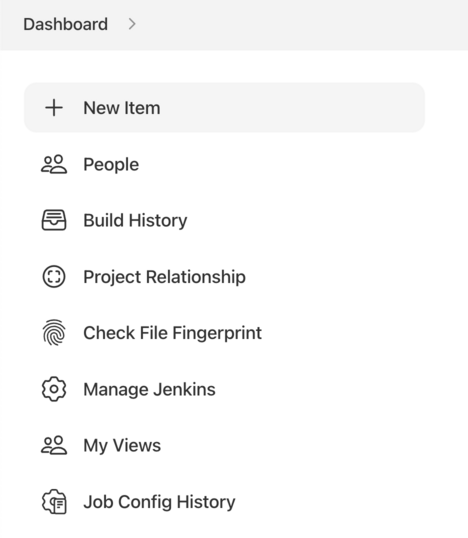 Dashboard
New Item
People
Build History
Project Relationship
Check File Fingerprint
Manage Jenkins
My Views
Job Config History